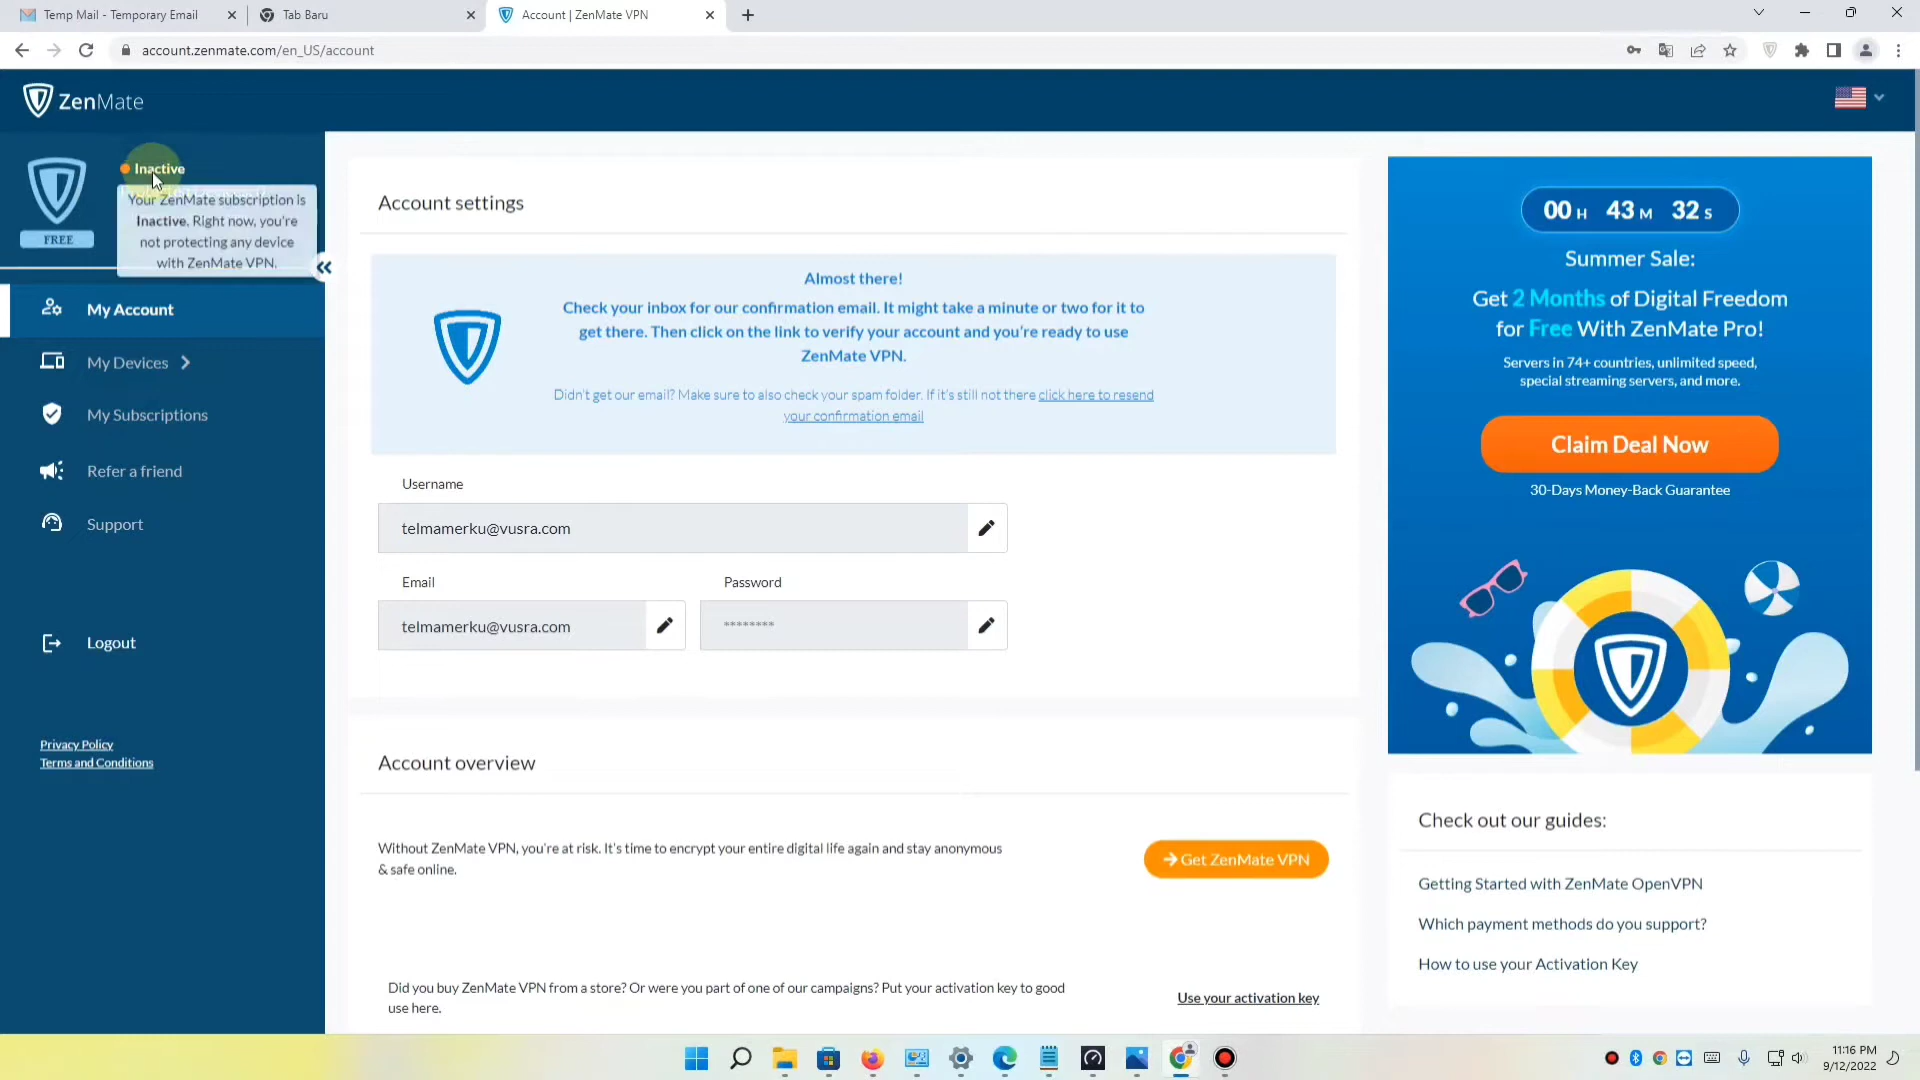 Temp Mail - Temporary Email
Tab Baru
Account | ZenMate VPN
account.zenmate.com/en_US/account
ZenMate
Inactive
FREE
Your ZenMate subscription is
Inactive. Right now, you're
not protecting any device
with ZenMate VPN.
My Account
My Devices
My Subscriptions
Refer a friend
Support
Logout
Privacy Policy
Terms and Conditions
Account settings
Almost there!
Check your inbox for our confirmation email. It might take a minute or two for it to
get there. Then click on the link to verify your account and you're ready to use
ZenMate VPN.
Didn't get our email? Make sure to also check your spam folder. If it's still not there click here to resend
your confirmation email
Username
telmamerku@vusra.com
Email
Password
telmamerku@vusra.com
********
Account overview
Without ZenMate VPN, you're at risk. It's time to encrypt your entire digital life again and stay anonymous
& safe online.
Get ZenMate VPN
Did you buy ZenMate VPN from a store? Or were you part of one of our campaigns? Put your activation key to good
use here.
Use your activation key
00 H 43 M 32 S
Summer Sale:
Get 2 Months of Digital Freedom
for Free With ZenMate Pro!
Servers in 74+ countries, unlimited speed,
special streaming servers, and more.
Claim Deal Now
30-Days Money-Back Guarantee
Check out our guides:
Getting Started with ZenMate OpenVPN
Which payment methods do you support?
How to use your Activation Key
11:16 PM
9/12/2022